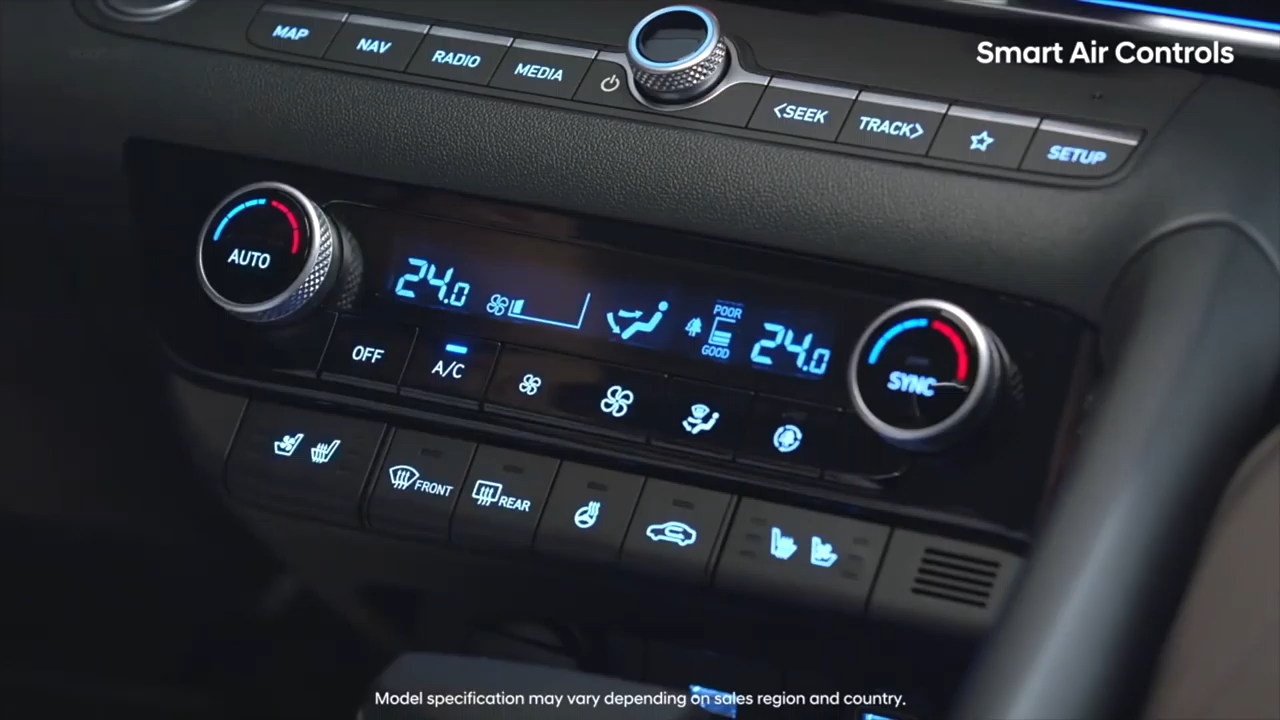 Smart Air Controls
MAP
NAV
RADIO
MEDIA
<SEEK
TRACK>
SETUP
AUTO
24.0
POOR
GOOD
24.0
SYNC
OFF
A/C
FRONT
REAR
Model specification may vary depending on sales region and country.